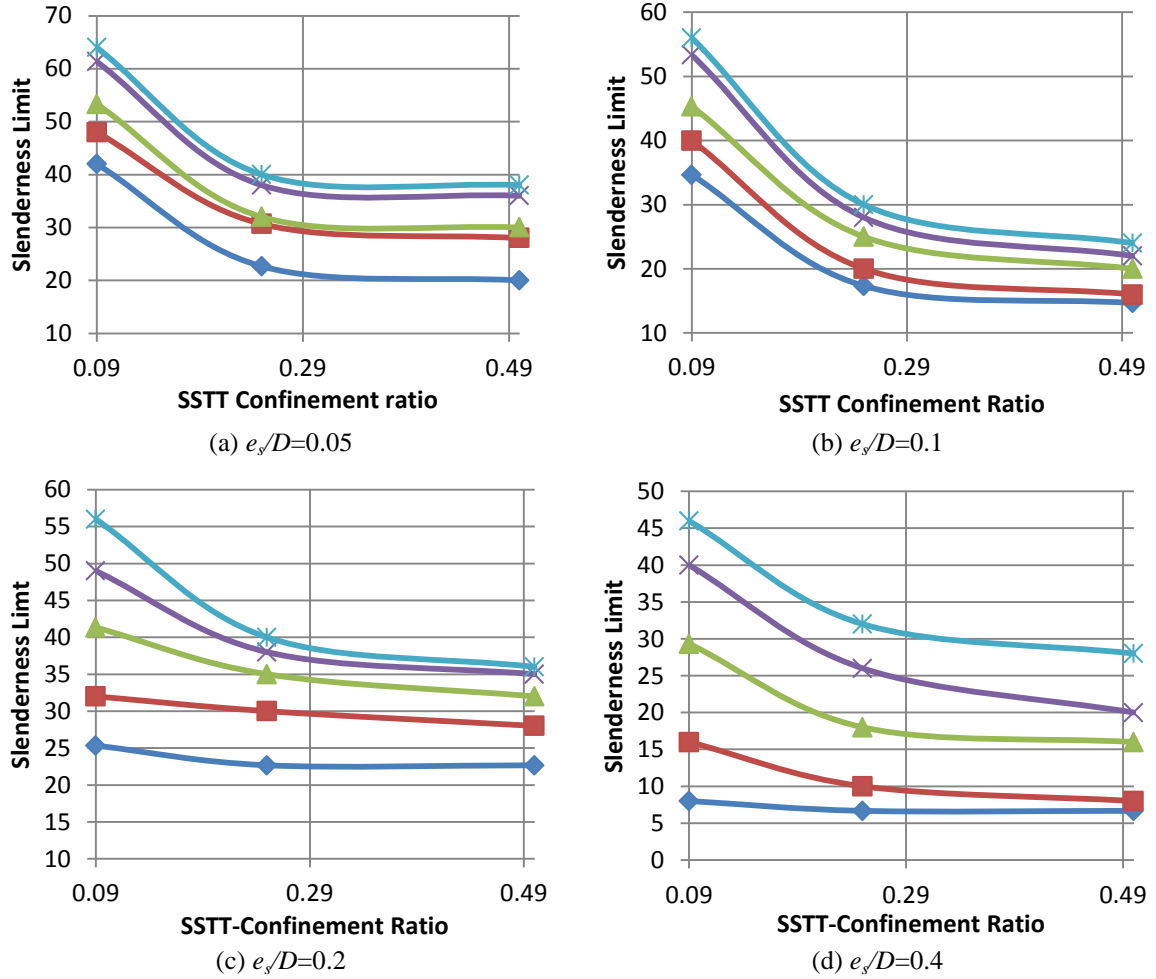 70
60
50
40
30
20
10
Slenderness Limit
0.09 0.29 0.49
SSTT Confinement ratio
(a) e_s/D=0.05
60
50
40
30
20
10
Slenderness Limit
0.09 0.29 0.49
SSTT Confinement Ratio
(b) e_s/D=0.1
60
55
50
45
40
35
30
25
20
15
10
Slenderness Limt
0.09 0.29 0.49
SSTT-Confinement Ratio
(c) e_s/D=0.2
50
45
40
35
30
25
20
15
10
5
0
Slenderness Limit
0.09 0.29 0.49
SSTT-Confinement Ratio
(d) e_s/D=0.4